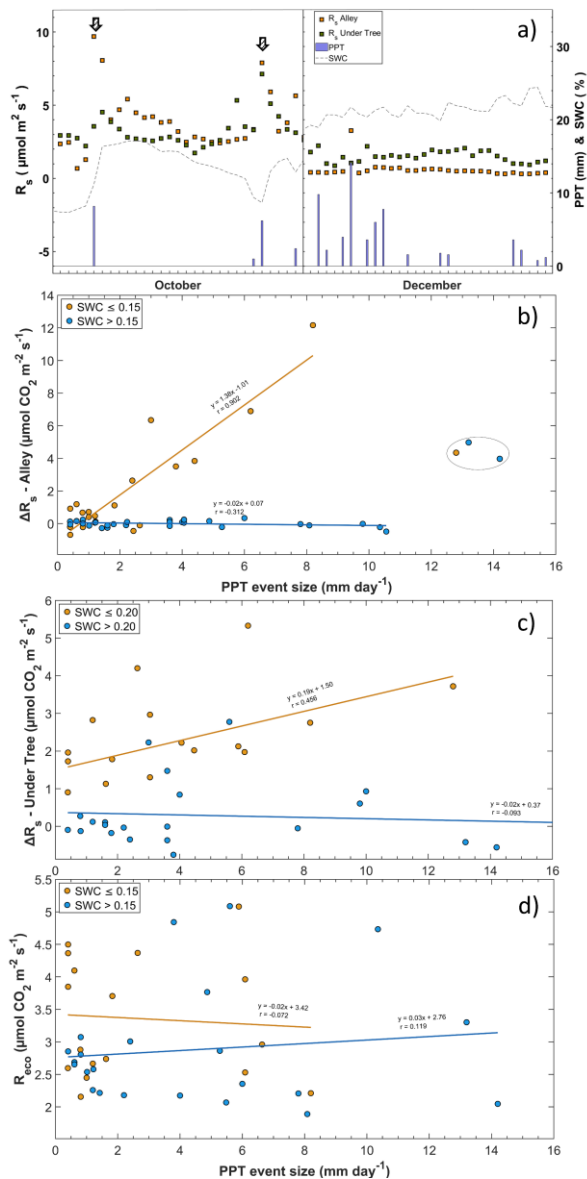 a)
R_s Alley
R_s Under Tree
PPT
SWC
10
5
0
-5
R_s ( μmol m² s⁻¹)
30
20
10
0
PPT (mm) & SWC ( %)
October
December
b)
SWC ≤ 0.15
SWC > 0.15
14
12
10
8
6
4
2
0
-2
ΔR_s - Alley (μmol CO₂ m⁻² s⁻¹)
y = 1.38x -1.01
r = 0.902
y = -0.02x + 0.07
r = -0.312
0 2 4 6 8 10 12 14 16
PPT event size (mm day⁻¹)
c)
SWC ≤ 0.20
SWC > 0.20
6
5
4
3
2
1
0
ΔR_s - Under Tree (μmol CO₂ m⁻² s⁻¹)
y = 0.19x + 1.50
r = 0.456
y = -0.02x + 0.37
r = -0.093
0 2 4 6 8 10 12 14 16
PPT event size (mm day⁻¹)
d)
SWC ≤ 0.15
SWC > 0.15
5.5
5
4.5
4
3.5
3
2.5
2
1.5
R_eco (μmol CO₂ m⁻² s⁻¹)
y = -0.02x + 3.42
r = -0.072
y = 0.03x + 2.76
r = 0.119
0 2 4 6 8 10 12 14 16
PPT event size (mm day⁻¹)